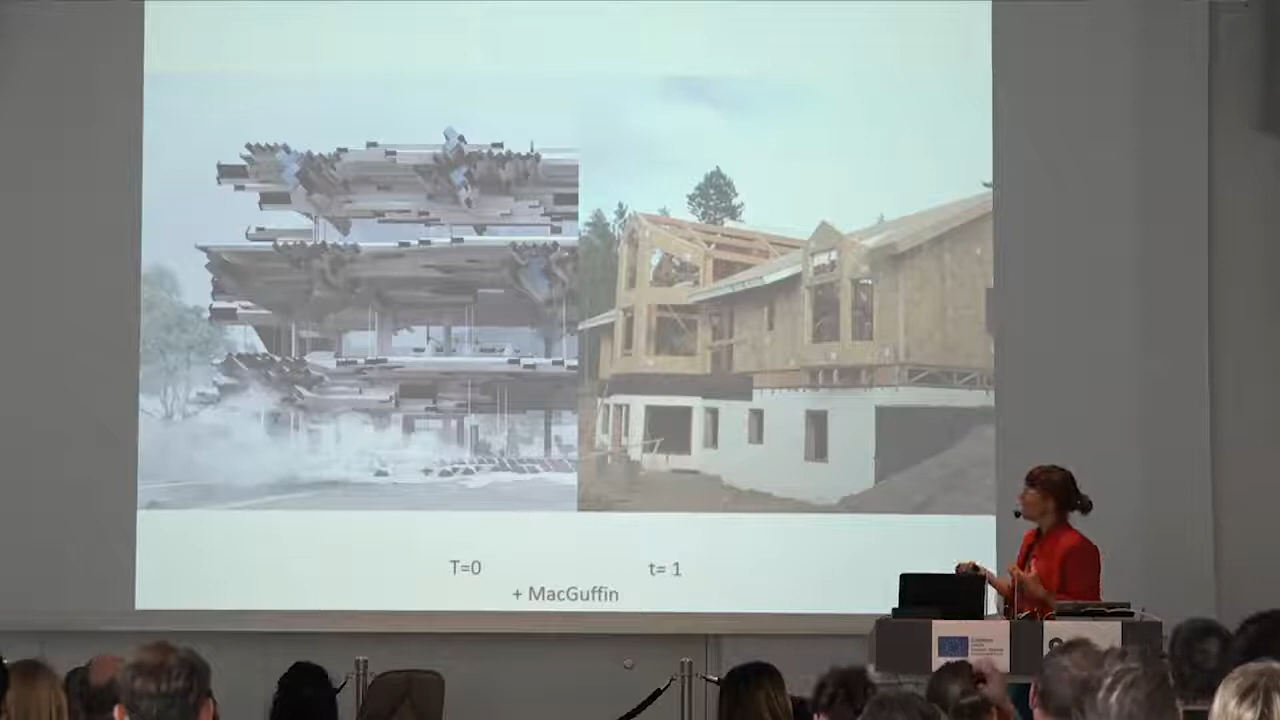 T=0
t= 1
+ MacGuffin